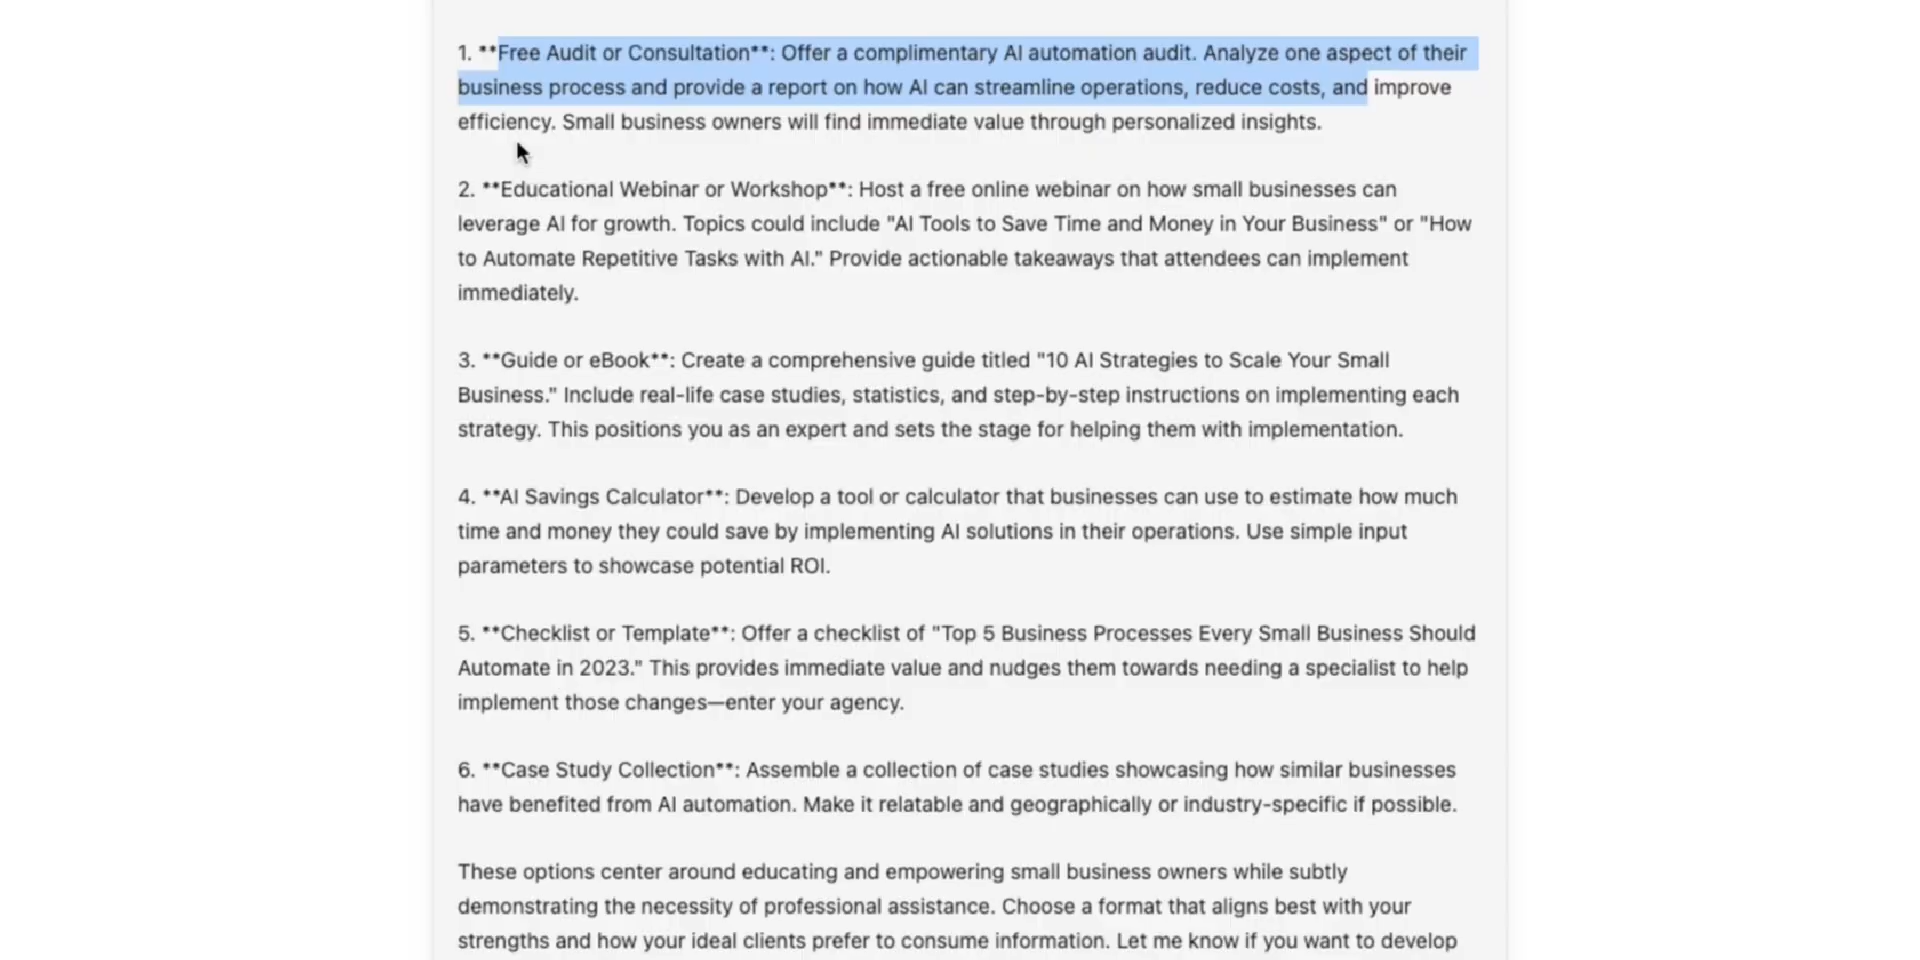 1. **Free Audit or Consultation**: Offer a complimentary AI automation audit. Analyze one aspect of their
business process and provide a report on how AI can streamline operations, reduce costs, and improve
efficiency. Small business owners will find immediate value through personalized insights.
2. **Educational Webinar or Workshop**: Host a free online webinar on how small businesses can
leverage AI for growth. Topics could include "AI Tools to Save Time and Money in Your Business" or "How
to Automate Repetitive Tasks with AI." Provide actionable takeaways that attendees can implement
immediately.
3. **Guide or eBook**: Create a comprehensive guide titled "10 AI Strategies to Scale Your Small
Business." Include real-life case studies, statistics, and step-by-step instructions on implementing each
strategy. This positions you as an expert and sets the stage for helping them with implementation.
4. **AI Savings Calculator**: Develop a tool or calculator that businesses can use to estimate how much
time and money they could save by implementing AI solutions in their operations. Use simple input
parameters to showcase potential ROI.
5. **Checklist or Template**: Offer a checklist of "Top 5 Business Processes Every Small Business Should
Automate in 2023." This provides immediate value and nudges them towards needing a specialist to help
implement those changes—enter your agency.
6. **Case Study Collection**: Assemble a collection of case studies showcasing how similar businesses
have benefited from AI automation. Make it relatable and geographically or industry-specific if possible.
These options center around educating and empowering small business owners while subtly
demonstrating the necessity of professional assistance. Choose a format that aligns best with your
strengths and how your ideal clients prefer to consume information. Let me know if you want to develop